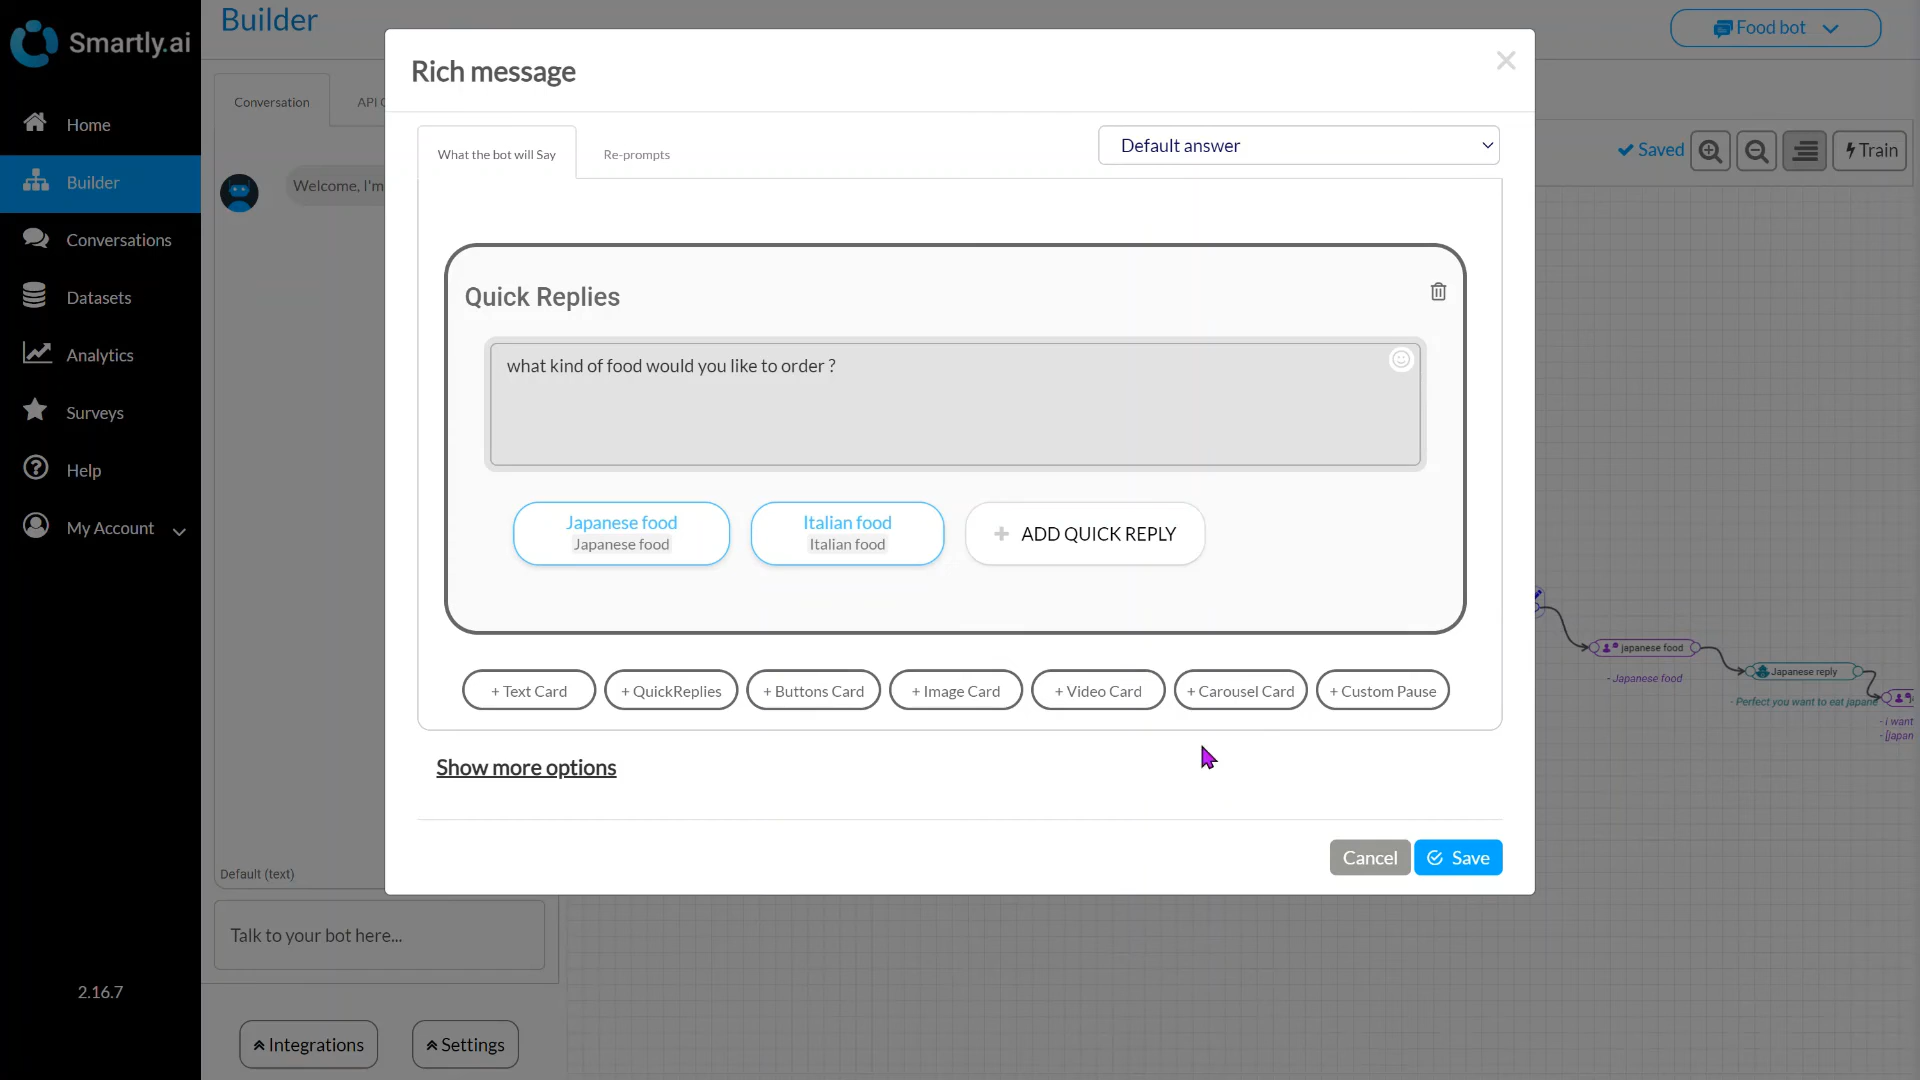 Smartly.ai
Home
Builder
Conversations
Datasets
Analytics
Surveys
Help
My Account
2.16.7
Builder
Food bot
Conversation
API
Welcome, I'm
Default (text)
Talk to your bot here...
Integrations
Settings
Saved
Train
Rich message
What the bot will Say
Re-prompts
Default answer
Quick Replies
what kind of food would you like to order ?
Japanese food
Japanese food
Italian food
Italian food
+ ADD QUICK REPLY
+ Text Card
+ QuickReplies
+ Buttons Card
+ Image Card
+ Video Card
+ Carousel Card
+ Custom Pause
Show more options
Cancel
Save
japanese food
- Japanese food
Japanese reply
- Perfect you want to eat japane
- i want
- [japan